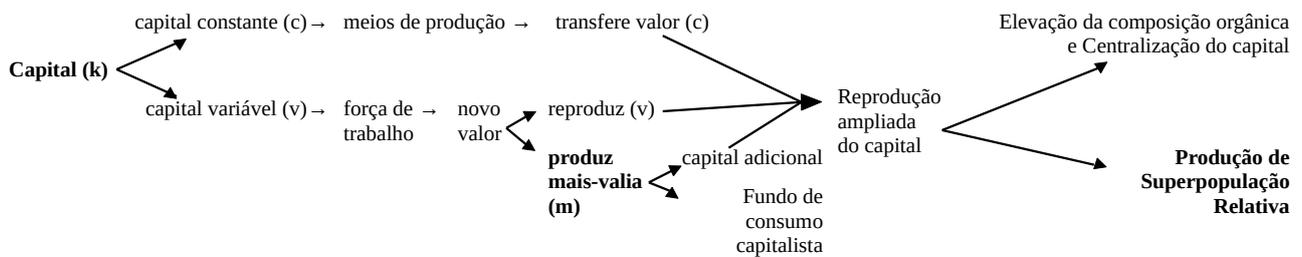 capital constante (c)→ meios de produção → transfere valor (c)
Elevação da composição orgânica
e Centralização do capital
Capital (k)
capital variável (v)→ força de → novo reproduz (v)
trabalho valor
Reprodução
ampliada
do capital
produz capital adicional
mais-valia
(m)
Fundo de
consumo
capitalista
Produção de
Superpopulação
Relativa